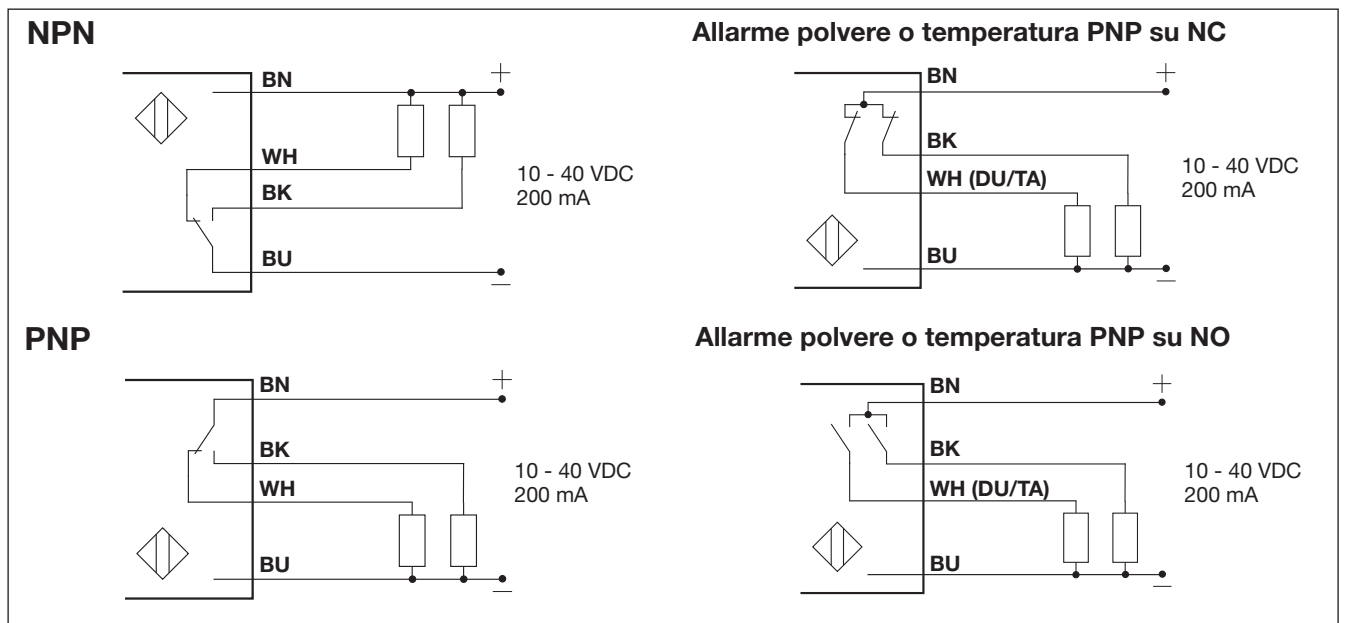 NPN
BN
+
WH
BK
BU
−
10 - 40 VDC
200 mA
Allarme polvere o temperatura PNP su NC
BN
+
BK
WH (DU/TA)
BU
−
10 - 40 VDC
200 mA
PNP
BN
+
BK
WH
BU
−
10 - 40 VDC
200 mA
Allarme polvere o temperatura PNP su NO
BN
+
BK
WH (DU/TA)
BU
−
10 - 40 VDC
200 mA